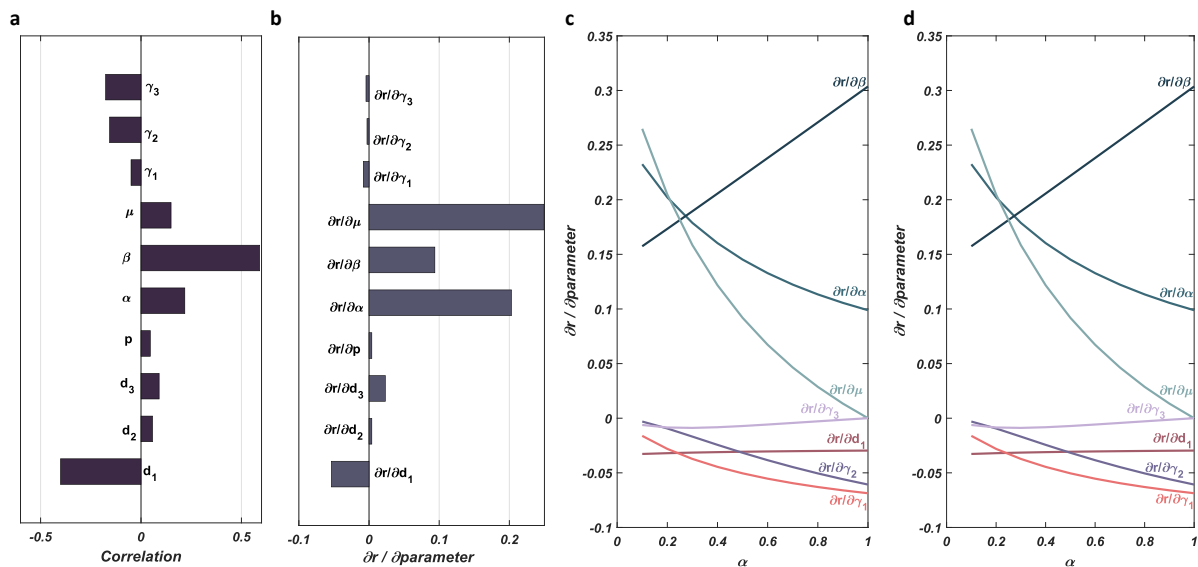 a
γ3
γ2
γ1
μ
β
α
p
d3
d2
d1
-0.5
0
0.5
Correlation
b
∂r/∂γ3
∂r/∂γ2
∂r/∂γ1
∂r/∂μ
∂r/∂β
∂r/∂α
∂r/∂p
∂r/∂d3
∂r/∂d2
∂r/∂d1
-0.1
0
0.1
0.2
∂r / ∂parameter
c
0.35
0.3
0.25
0.2
0.15
0.1
0.05
0
-0.05
-0.1
∂r / ∂parameter
∂r/∂β
∂r/∂α
∂r/∂μ
∂r/∂γ3
∂r/∂d1
∂r/∂γ2
∂r/∂γ1
0
0.2
0.4
0.6
0.8
1
α
d
0.35
0.3
0.25
0.2
0.15
0.1
0.05
0
-0.05
-0.1
∂r / ∂parameter
∂r/∂β
∂r/∂α
∂r/∂μ
∂r/∂γ3
∂r/∂d1
∂r/∂γ2
∂r/∂γ1
0
0.2
0.4
0.6
0.8
1
α